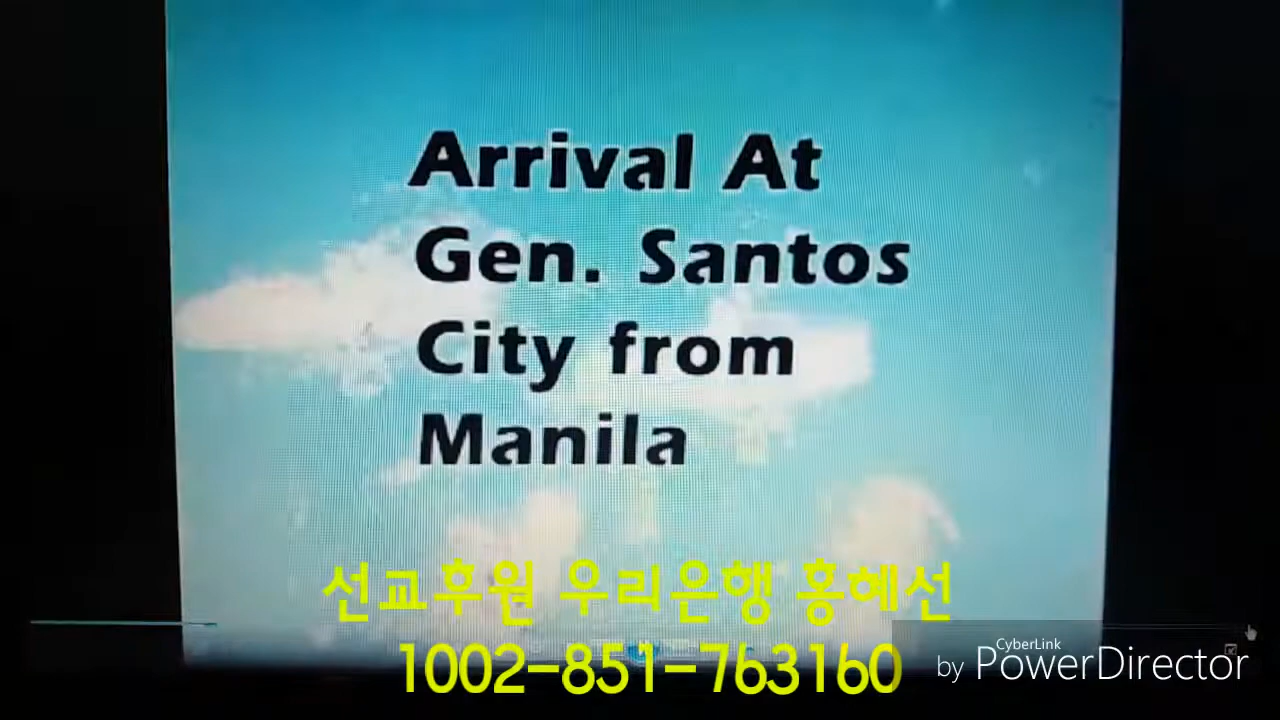 Arrival At
Gen. Santos
City from
Manila
선교후원 우리은행 홍혜선
1002-851-763160
CyberLink
by PowerDirector